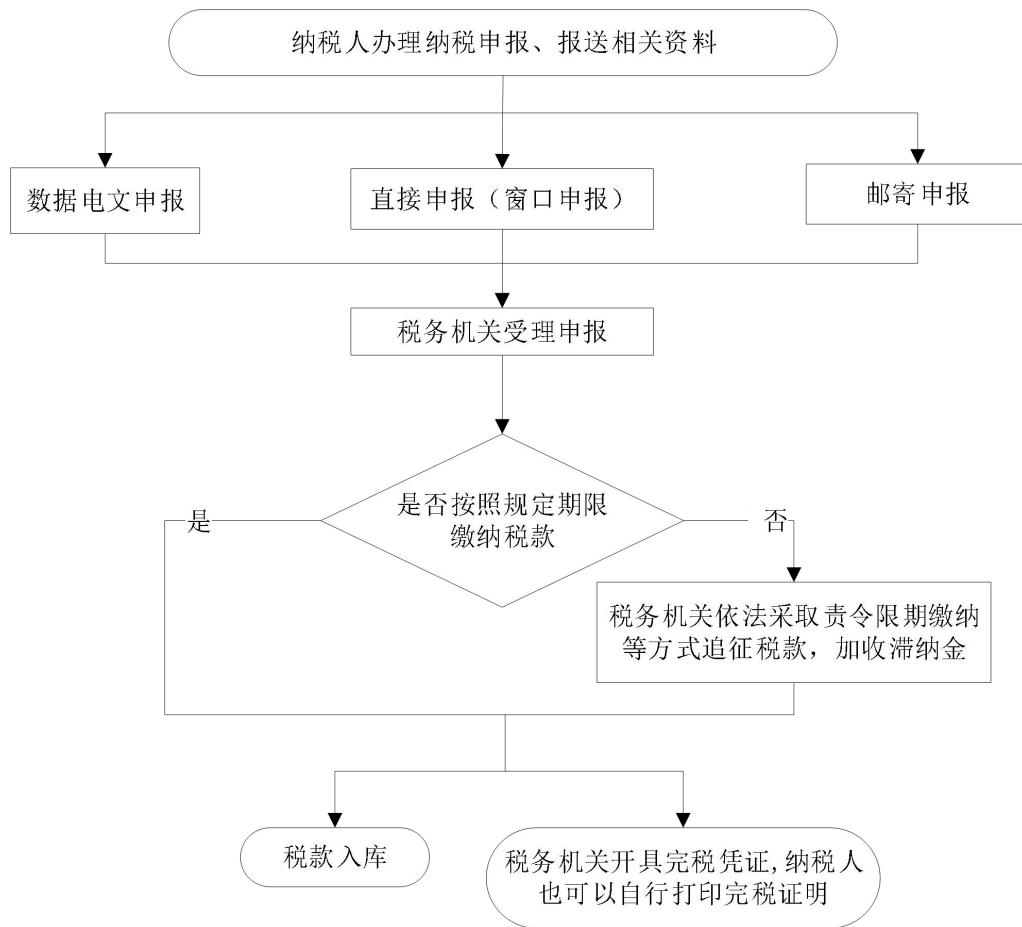 纳税人办理纳税申报、报送相关资料
数据电文申报
直接申报（窗口申报）
邮寄申报
税务机关受理申报
是否按照规定期限
缴纳税款
是
否
税务机关依法采取责令限期缴纳
等方式追征税款，加收滞纳金
税款入库
税务机关开具完税凭证,纳税人
也可以自行打印完税证明